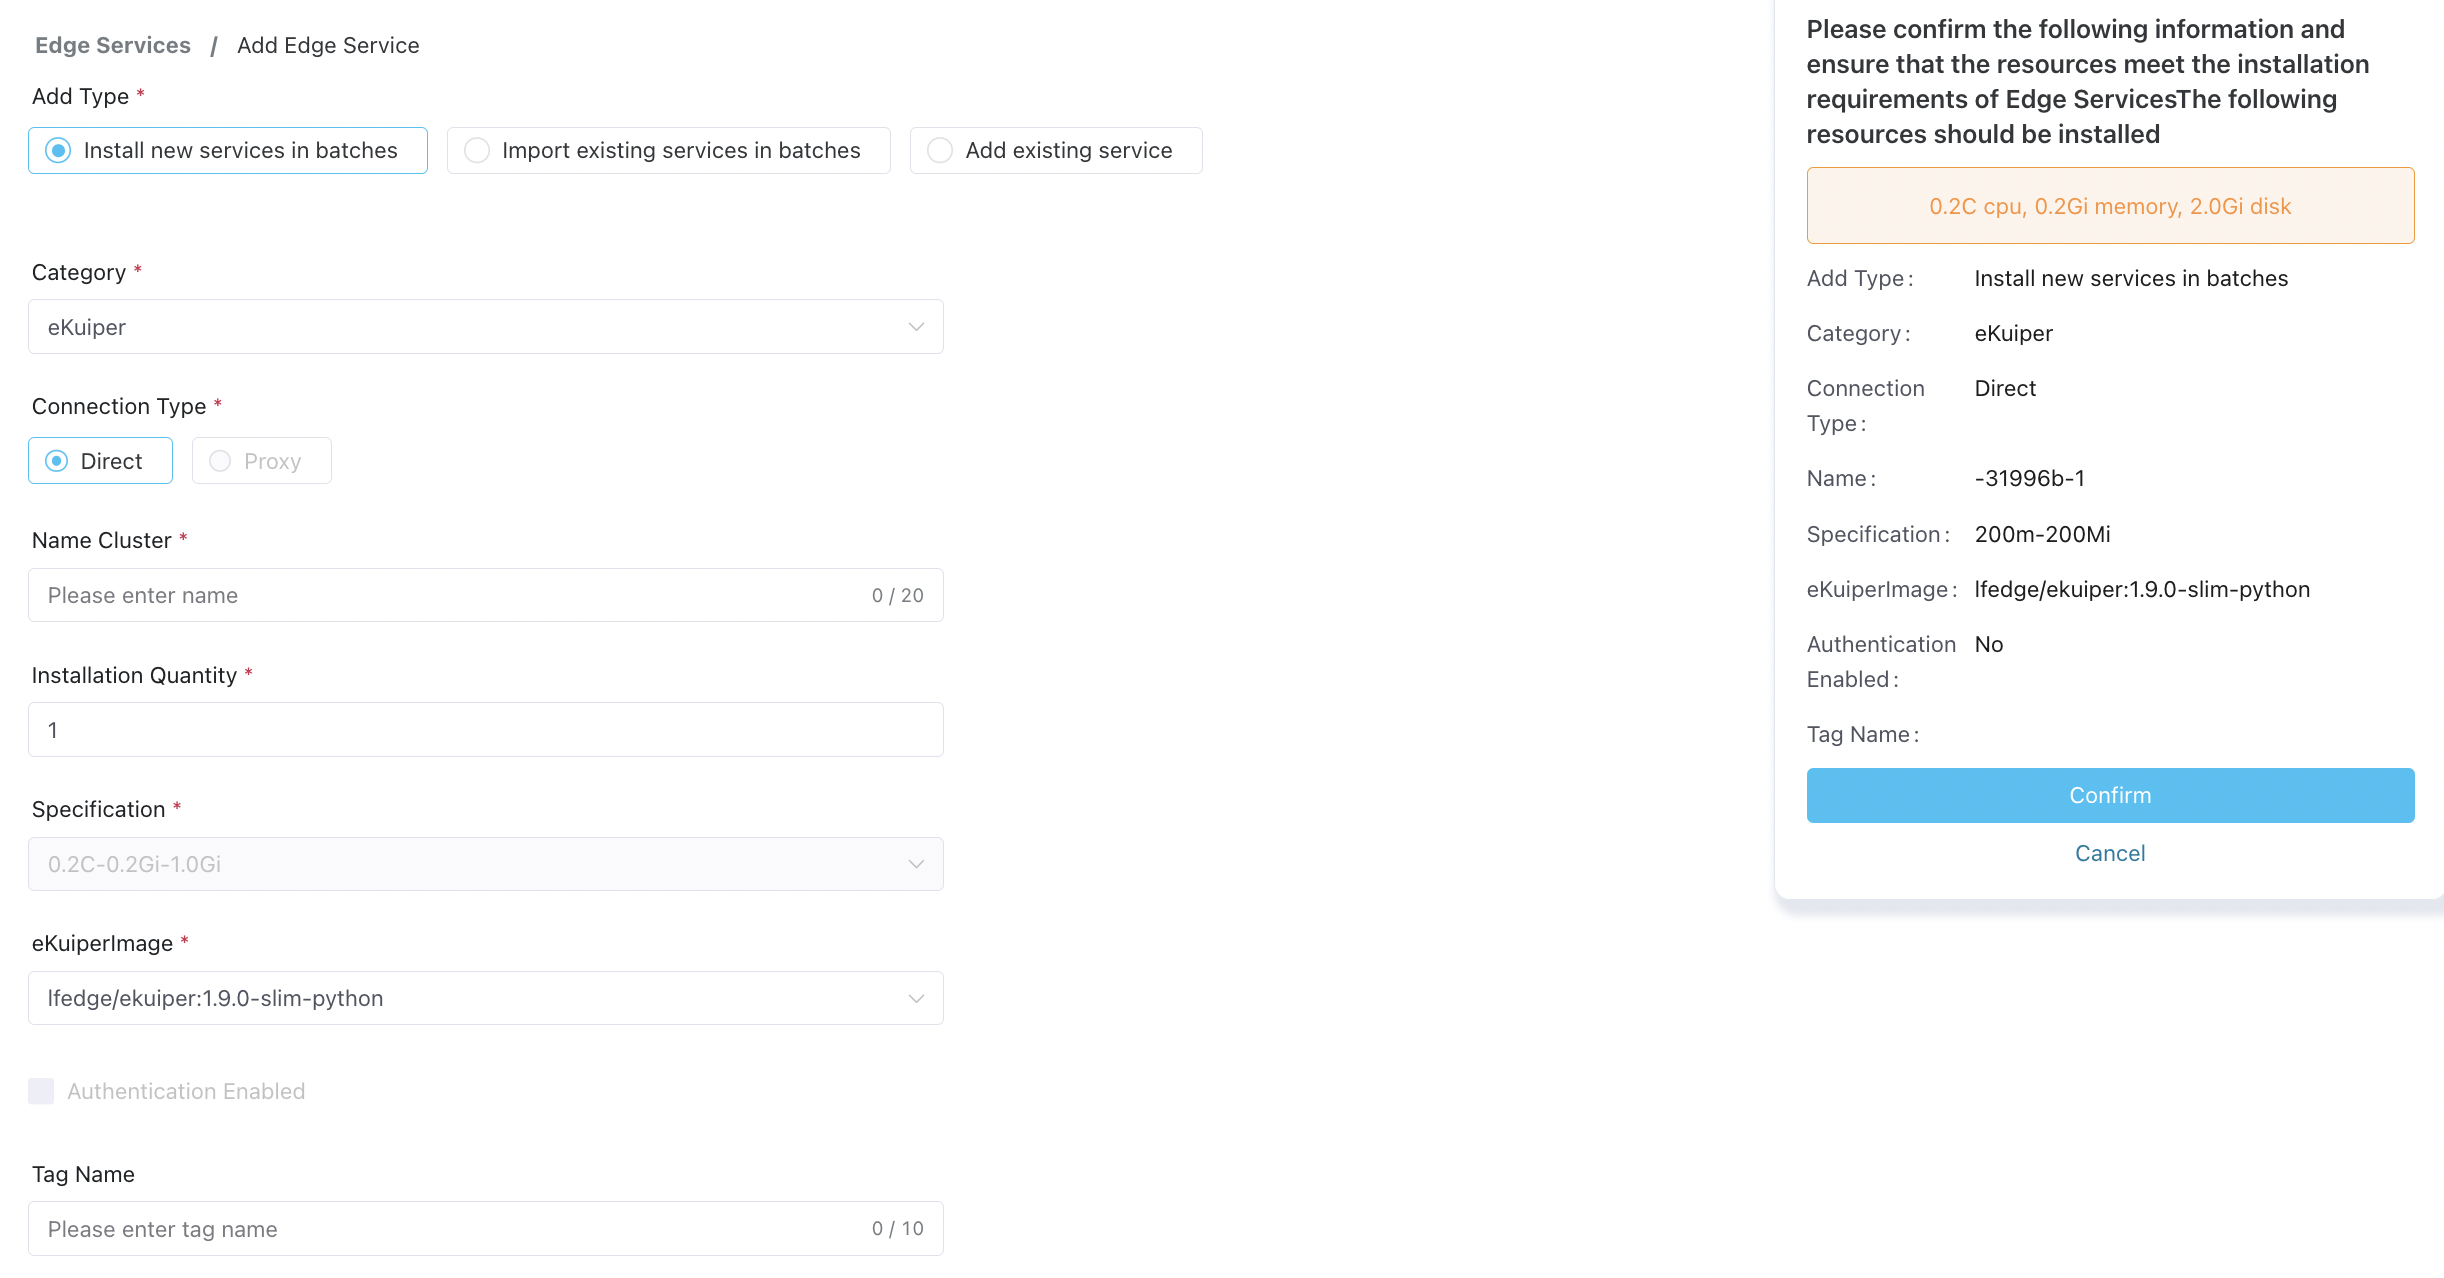 Edge Services / Add Edge Service
Add Type *
Install new services in batches
Import existing services in batches
Add existing service
Category *
eKuiper
Connection Type *
Direct
Proxy
Name Cluster *
Please enter name 0 / 20
Installation Quantity *
1
Specification *
0.2C-0.2Gi-1.0Gi
eKuiperImage *
lfedge/ekuiper:1.9.0-slim-python
Authentication Enabled
Tag Name
Please enter tag name 0 / 10
Please confirm the following information and
ensure that the resources meet the installation
requirements of Edge ServicesThe following
resources should be installed
0.2C cpu, 0.2Gi memory, 2.0Gi disk
Add Type: Install new services in batches
Category: eKuiper
Connection Direct
Type:
Name: -31996b-1
Specification: 200m-200Mi
eKuiperImage: lfedge/ekuiper:1.9.0-slim-python
Authentication No
Enabled:
Tag Name:
Confirm
Cancel